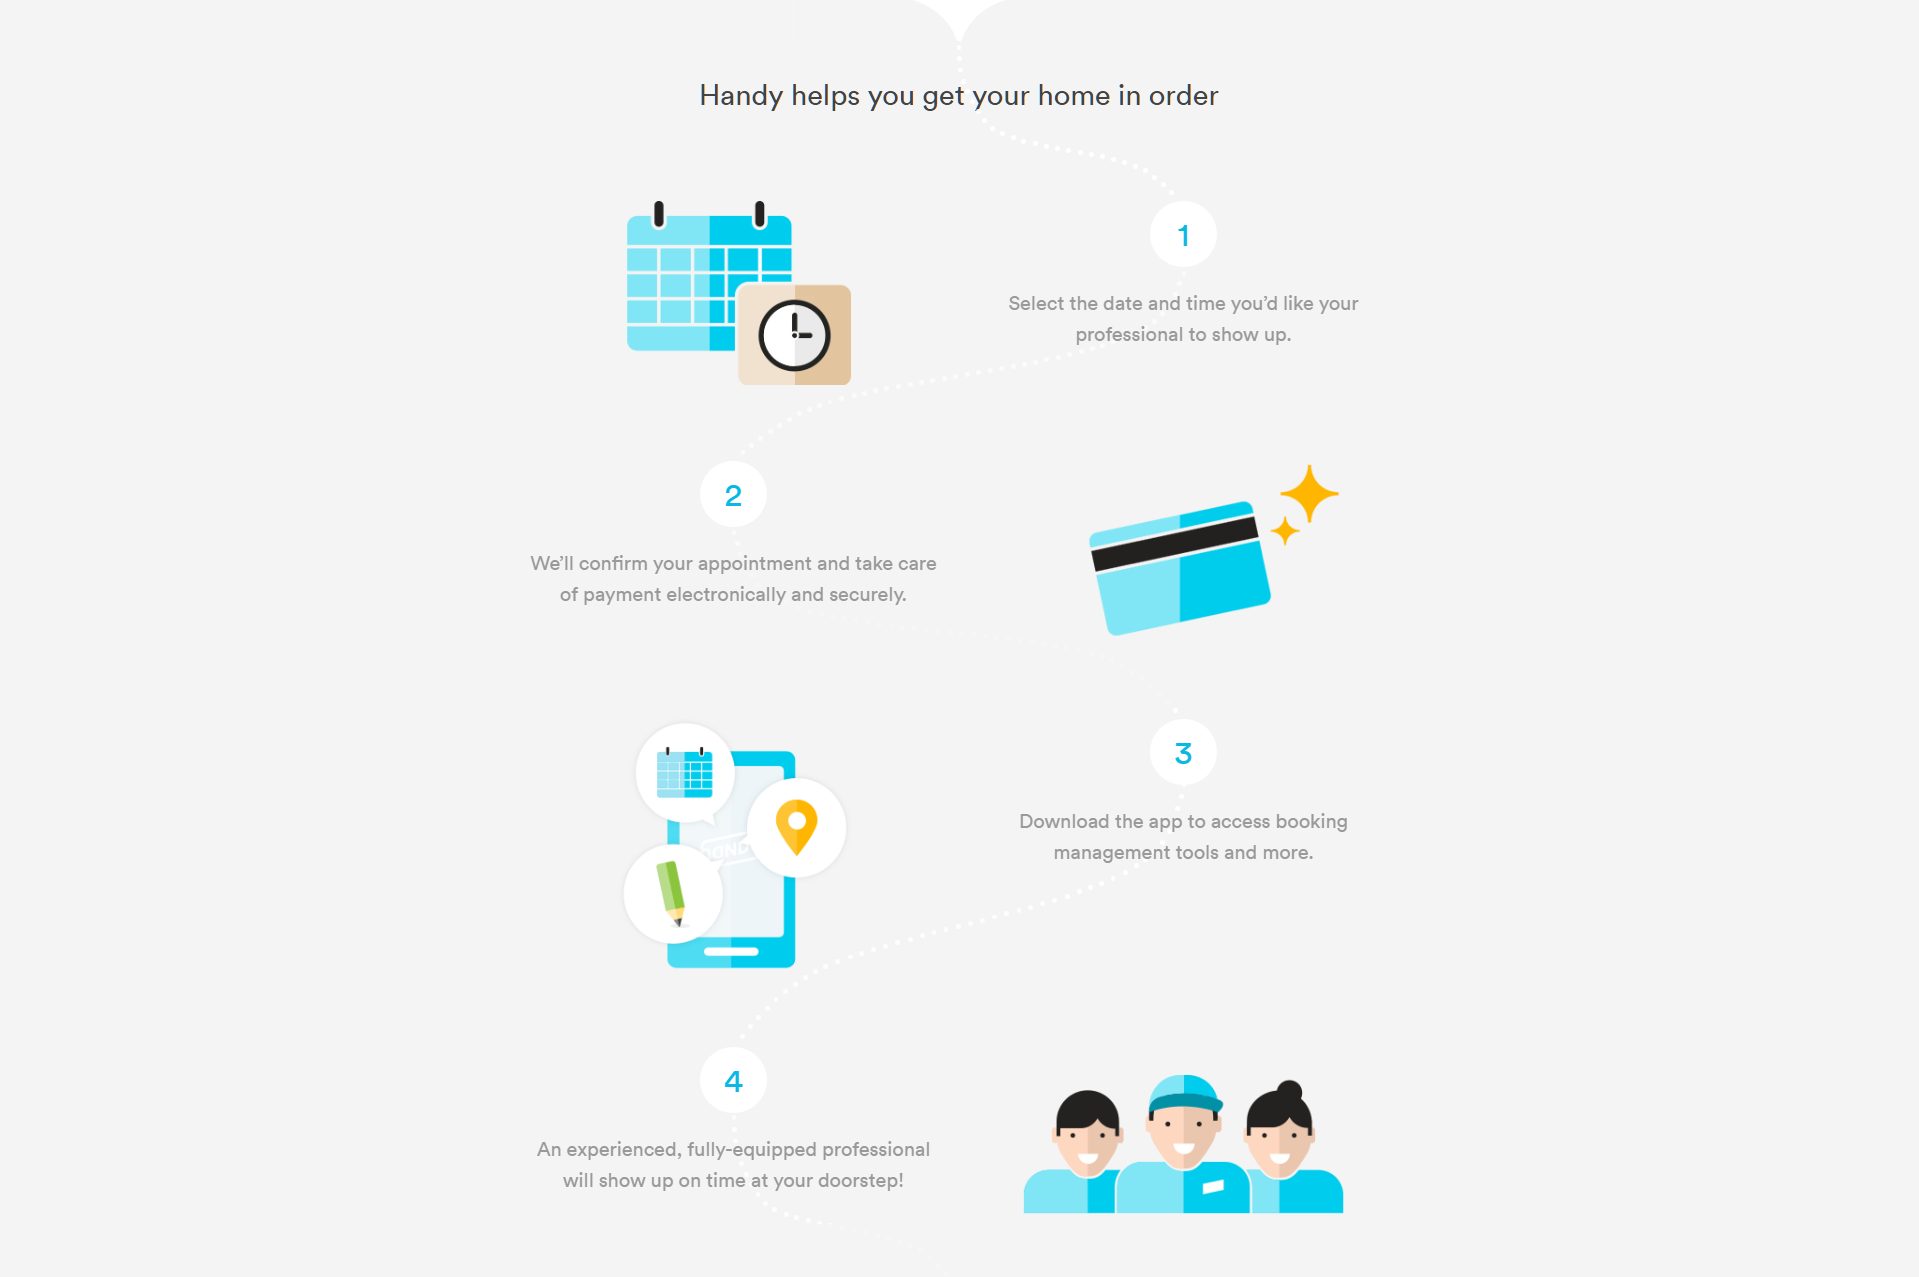 Handy helps you get your home in order
1
Select the date and time you’d like your
professional to show up.
2
We’ll confirm your appointment and take care
of payment electronically and securely.
3
Download the app to access booking
management tools and more.
4
An experienced, fully-equipped professional
will show up on time at your doorstep!